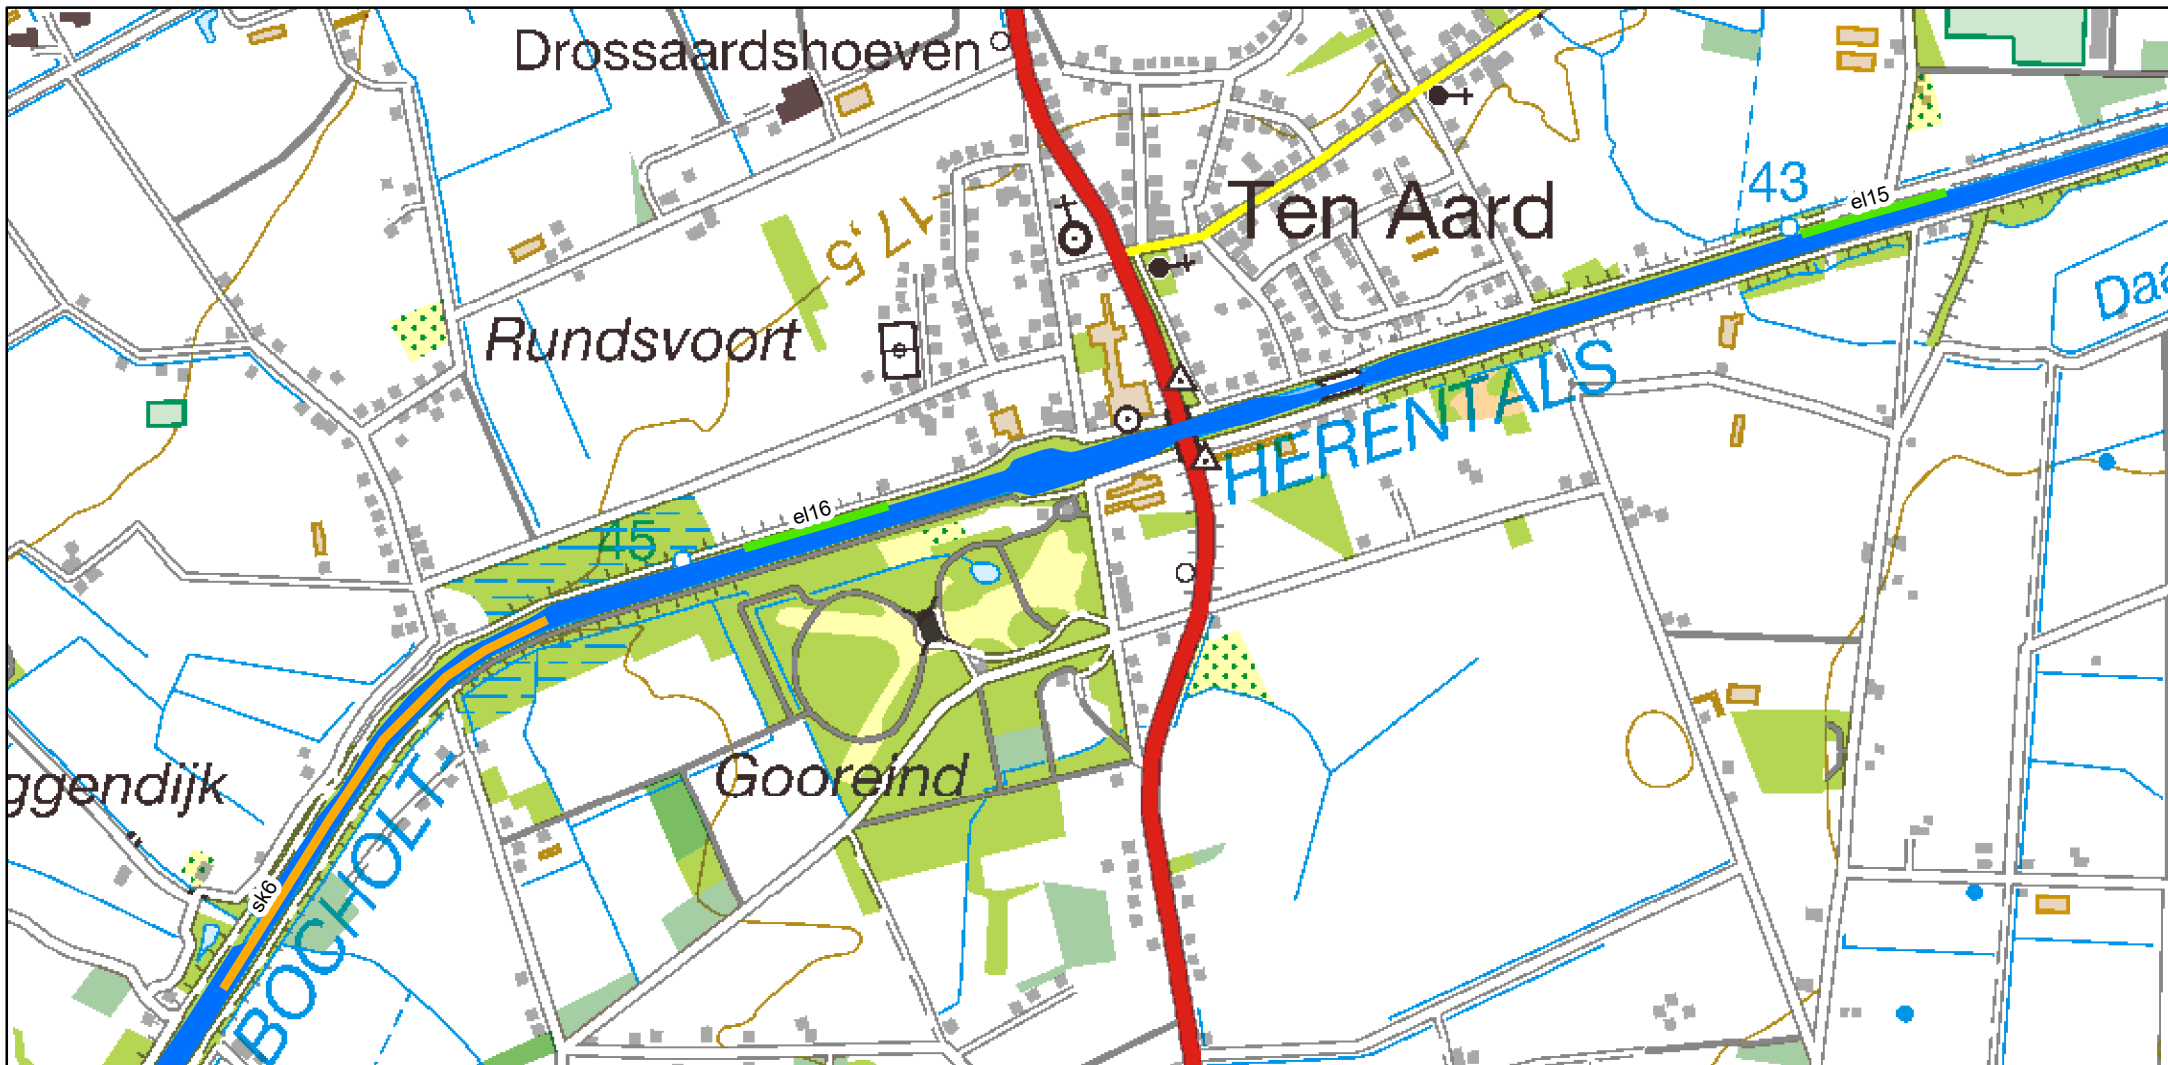 Drossaardshoeven
Ten Aard
43
el15
17,5
Daa
Rundsvoort
HERENTALS
el16
45
Gooreind
ggendijk
sk6
BOCHOLT-